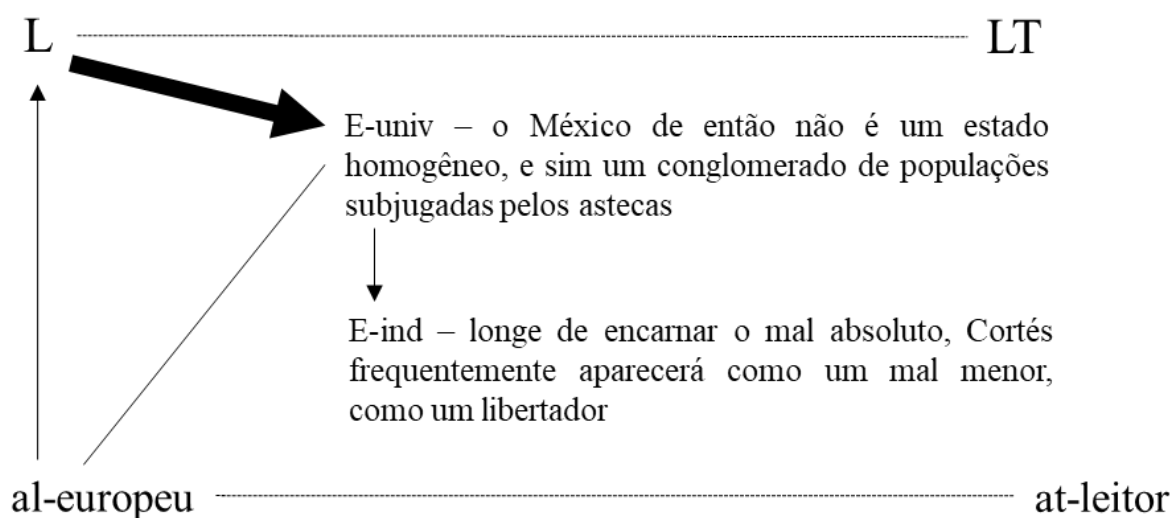 L LT
E-univ – o México de então não é um estado
homogêneo, e sim um conglomerado de populações
subjugadas pelos astecas
E-ind – longe de encarnar o mal absoluto, Cortés
frequentemente aparecerá como um mal menor,
como um libertador
al-europeu at-leitor